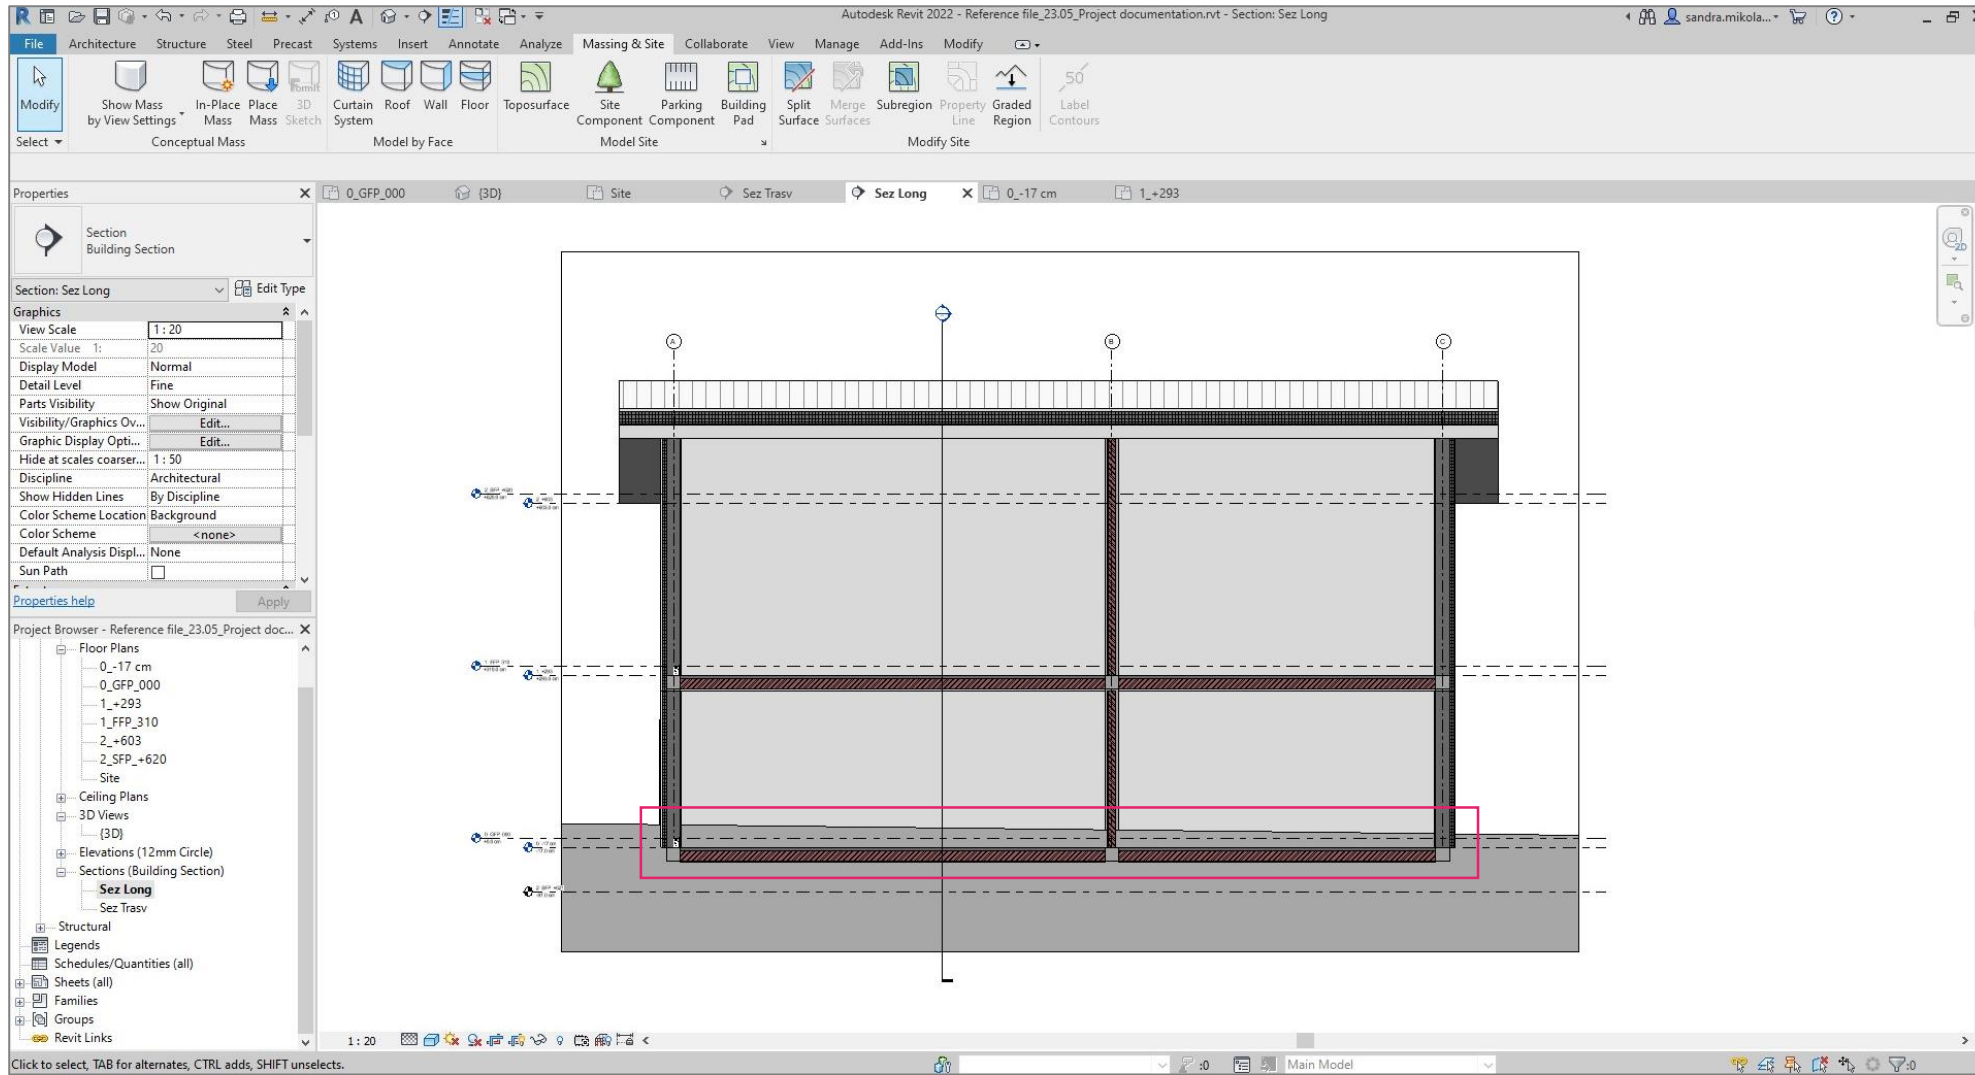 Autodesk Revit 2022 - Reference file_23.05_Project documentation.rvt - Section: Sez Long
sandra.mikola...
File Architecture Structure Steel Precast Systems Insert Annotate Analyze Massing & Site Collaborate View Manage Add-Ins Modify
Modify
Show Mass by View Settings
In-Place Mass
Place Mass
3D Sketch
Curtain System
Roof
Wall
Floor
Toposurface
Site Component
Parking Component
Building Pad
Split Surface
Merge Surfaces
Subregion
Property Line
Graded Region
50
Label Contours
Select Conceptual Mass Model by Face Model Site Modify Site
Properties
0_GFP_000 {3D} Site Sez Trasv Sez Long 0_-17 cm 1_+293
Section
Building Section
Section: Sez Long Edit Type
Graphics
View Scale 1 : 20
Scale Value 1: 20
Display Model Normal
Detail Level Fine
Parts Visibility Show Original
Visibility/Graphics Ov... Edit...
Graphic Display Opti... Edit...
Hide at scales coarser... 1 : 50
Discipline Architectural
Show Hidden Lines By Discipline
Color Scheme Location Background
Color Scheme <none>
Default Analysis Displ... None
Sun Path
Properties help Apply
Project Browser - Reference file_23.05_Project doc...
Floor Plans
0_-17 cm
0_GFP_000
1_+293
1_FFP_310
2_+603
2_SFP_+620
Site
Ceiling Plans
3D Views
{3D}
Elevations (12mm Circle)
Sections (Building Section)
Sez Long
Sez Trasv
Structural
Legends
Schedules/Quantities (all)
Sheets (all)
Families
Groups
Revit Links
A B C
2D
1 : 20
Click to select, TAB for alternates, CTRL adds, SHIFT unselects.
:0 Main Model :0